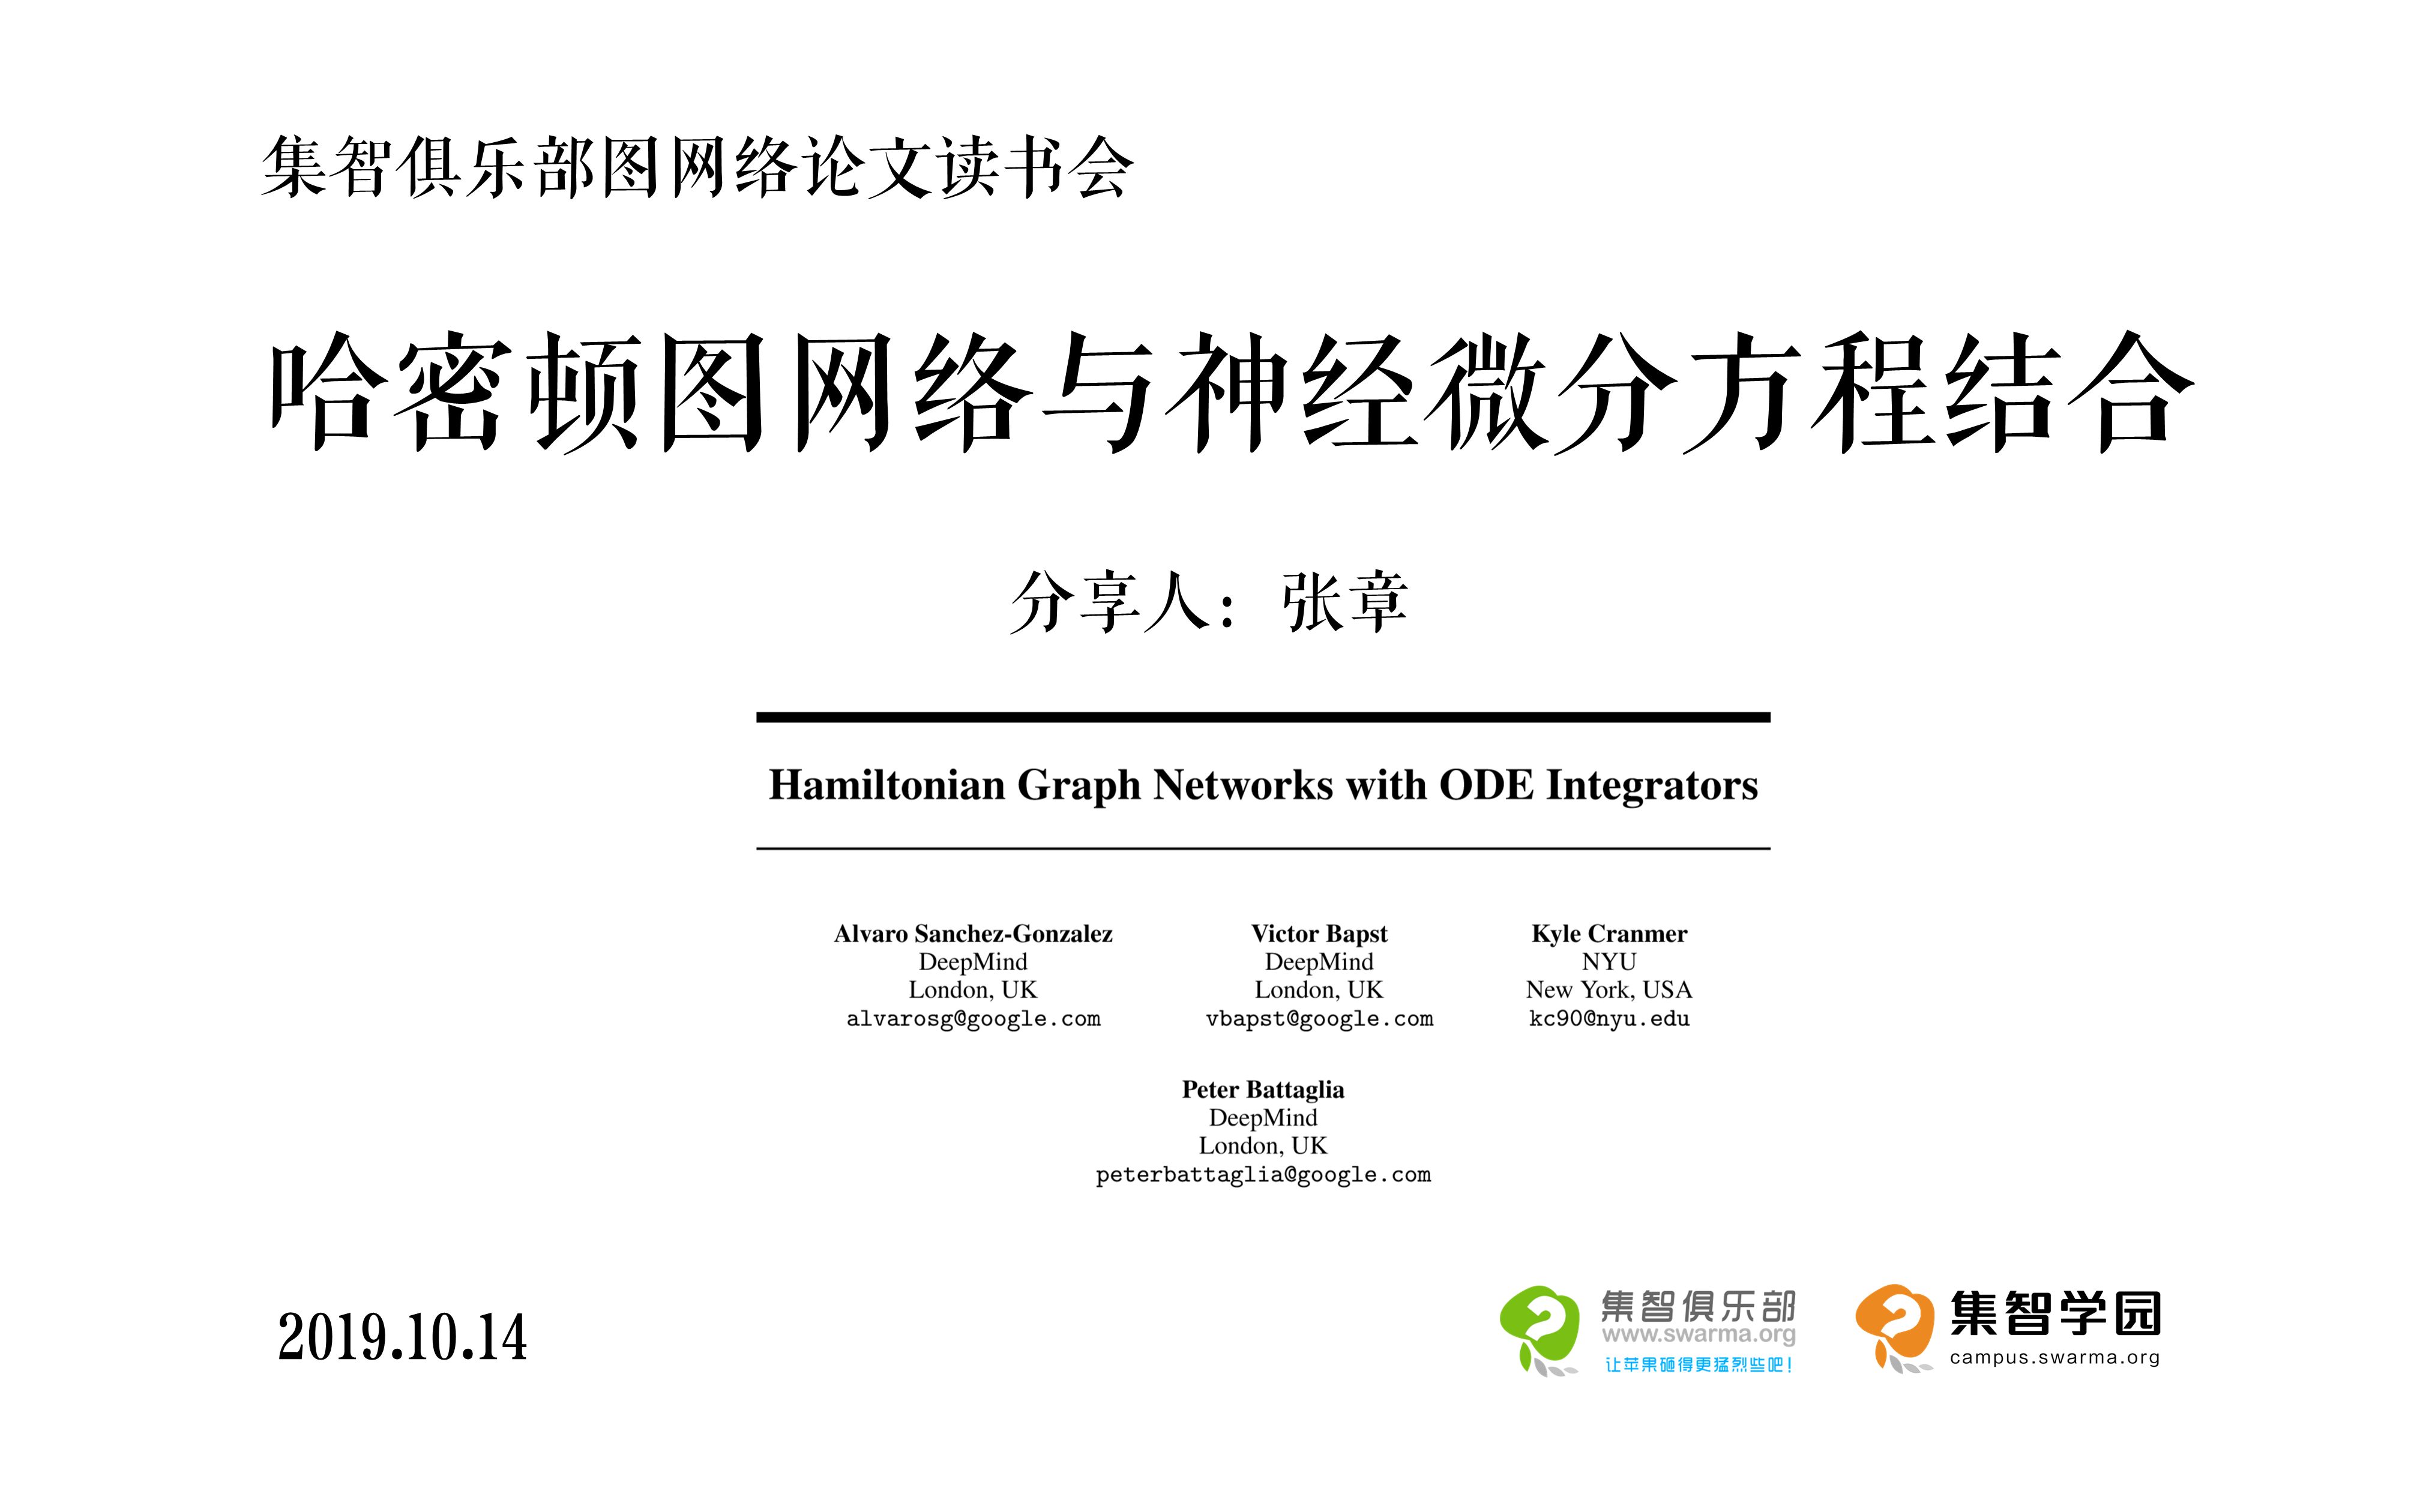 集智俱乐部图网络论文读书会
哈密顿图网络与神经微分方程结合
分享人：张章
Hamiltonian Graph Networks with ODE Integrators
Alvaro Sanchez-Gonzalez
DeepMind
London, UK
alvarosg@google.com
Victor Bapst
DeepMind
London, UK
vbapst@google.com
Kyle Cranmer
NYU
New York, USA
kc90@nyu.edu
Peter Battaglia
DeepMind
London, UK
peterbattaglia@google.com
2019.10.14
集智俱乐部
www.swarma.org
让苹果砸得更猛烈些吧！
集智学园
campus.swarma.org